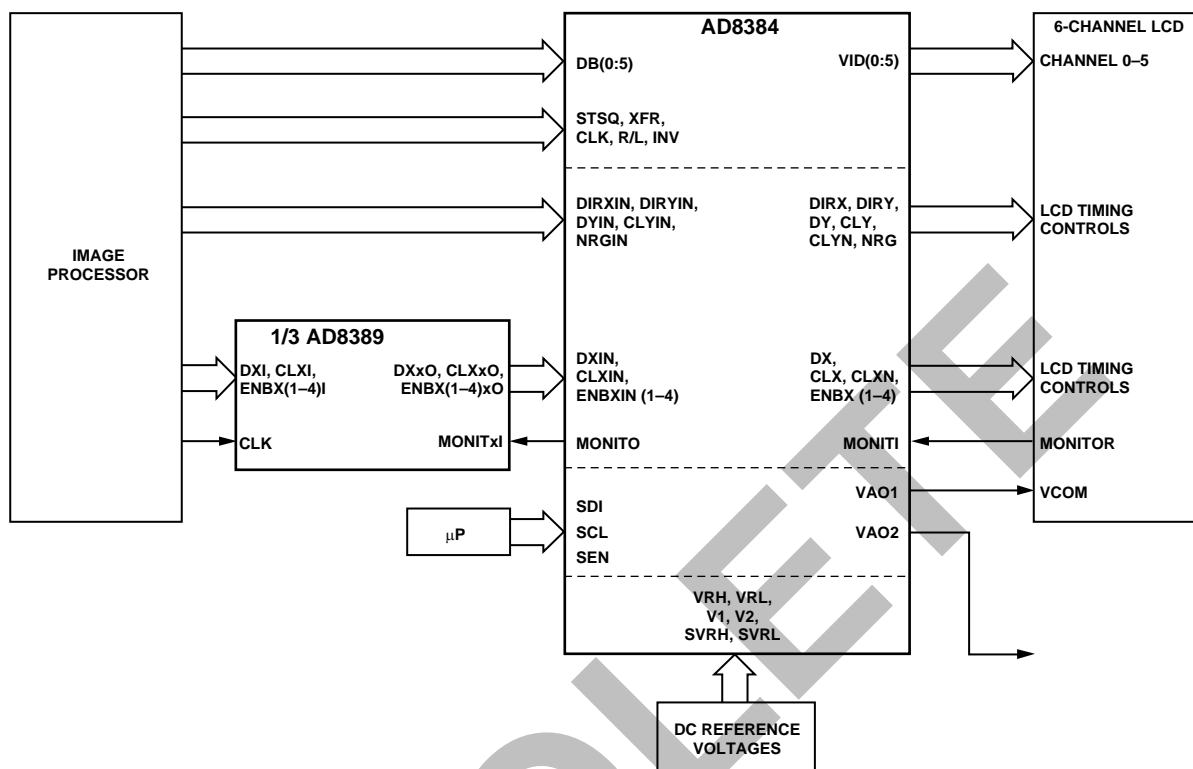 AD8384
6-CHANNEL LCD
DB(0:5)
VID(0:5)
CHANNEL 0–5
STSQ, XFR,
CLK, R/L, INV
DIRXIN, DIRYIN,
DYIN, CLYIN,
NRGIN
DIRX, DIRY,
DY, CLY,
CLYN, NRG
LCD TIMING
CONTROLS
IMAGE
PROCESSOR
1/3 AD8389
DXI, CLXI,
ENBX(1–4)I
DXxO, CLXxO,
ENBX(1–4)xO
DXIN,
CLXIN,
ENBXIN (1–4)
DX,
CLX, CLXN,
ENBX (1–4)
LCD TIMING
CONTROLS
CLK
MONITxI
MONITO
MONITI
MONITOR
VAO1
VCOM
μP
SDI
SCL
SEN
VAO2
VRH, VRL,
V1, V2,
SVRH, SVRL
DC REFERENCE
VOLTAGES
OLETE